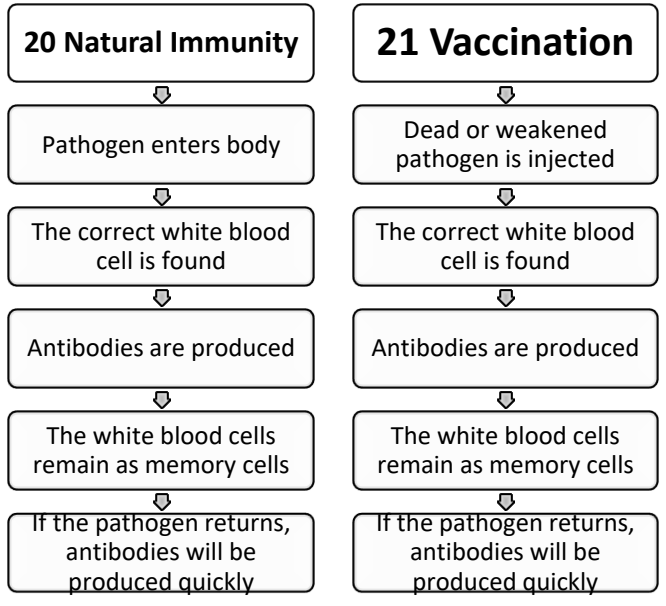 20 Natural Immunity
Pathogen enters body
The correct white blood
cell is found
Antibodies are produced
The white blood cells
remain as memory cells
If the pathogen returns,
antibodies will be
produced quickly
21 Vaccination
Dead or weakened
pathogen is injected
The correct white blood
cell is found
Antibodies are produced
The white blood cells
remain as memory cells
If the pathogen returns,
antibodies will be
produced quickly